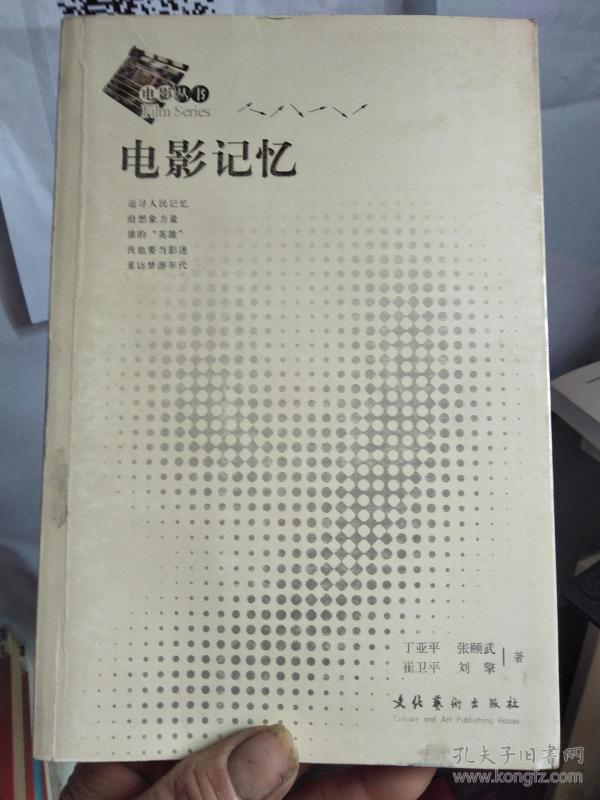 电影丛书
Film Series
电影记忆
追寻人民记忆
给想象力量
谁的“英雄”
我也要当影迷
重访梦游年代
丁亚平 张颐武
崔卫平 刘擎
著
文化艺术出版社
Culture and Art Publishing House
孔夫子旧書网
www.kongfz.com